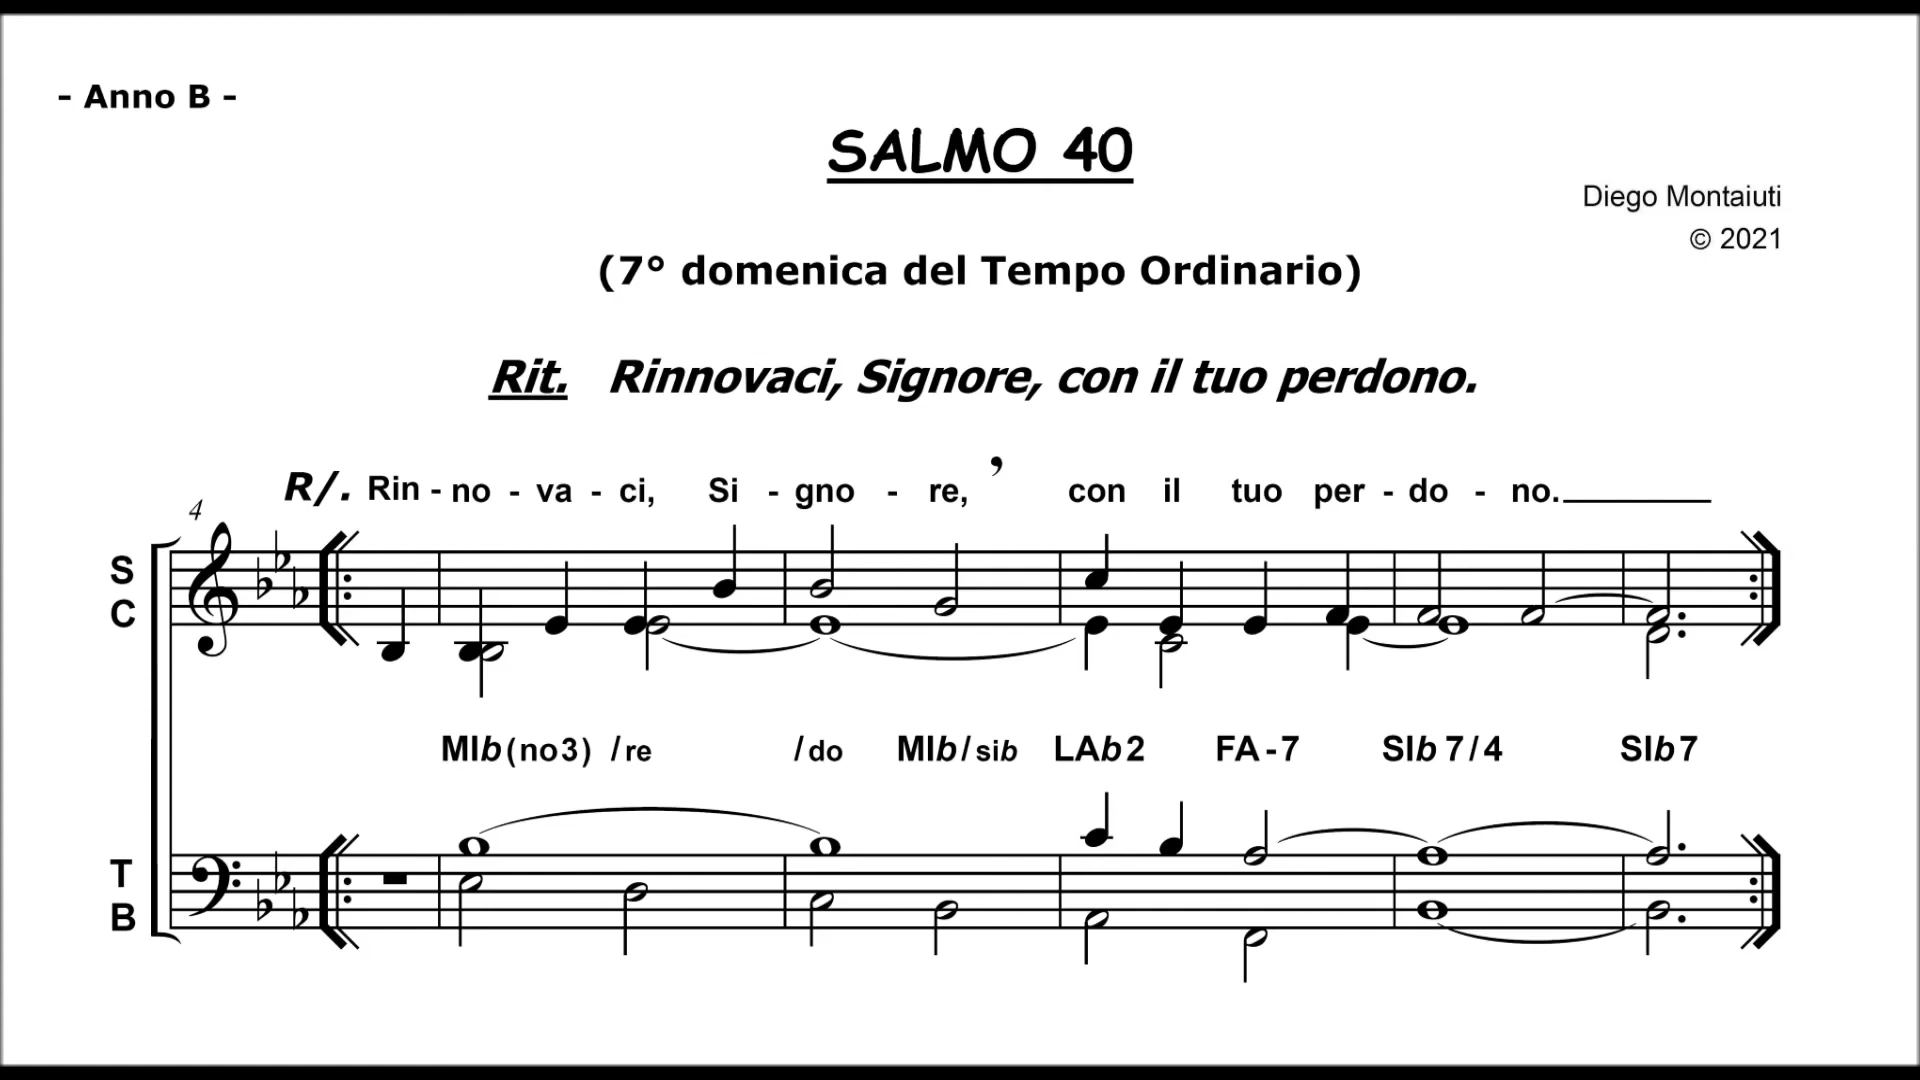 - Anno B -
SALMO 40
Diego Montaiuti
© 2021
(7° domenica del Tempo Ordinario)
Rit. Rinnovaci, Signore, con il tuo perdono.
R/. Rin - no - va - ci, Si - gno - re, con il tuo per - do - no.
4
S
C
MIb(no3) /re /do MIb/sib LAb2 FA-7 SIb7/4 SIb7
T
B